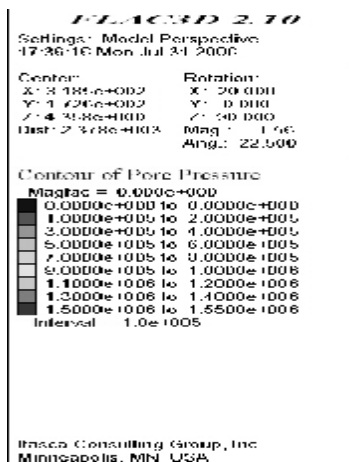 FLAC3D 2.10
Settings: Model Perspective
17:36:16 Mon Jul 31 2000
Center: Rotation:
X: 3.185e+002 X: 20.000
Y: 1.726e+002 Y: 0.000
Z: 4.358e+000 Z: 30.000
Dist: 2.378e+003 Mag.: 1.56
Ang.: 22.500
Contour of Pore Pressure
Magfac = 0.000e+000
0.0000e+000 to 0.0000e+000
1.0000e+005 to 2.0000e+005
3.0000e+005 to 4.0000e+005
5.0000e+005 to 6.0000e+005
7.0000e+005 to 8.0000e+005
9.0000e+005 to 1.0000e+006
1.1000e+006 to 1.2000e+006
1.3000e+006 to 1.4000e+006
1.5000e+006 to 1.5500e+006
Interval = 1.0e+005
Itasca Consulting Group, Inc.
Minneapolis, MN USA